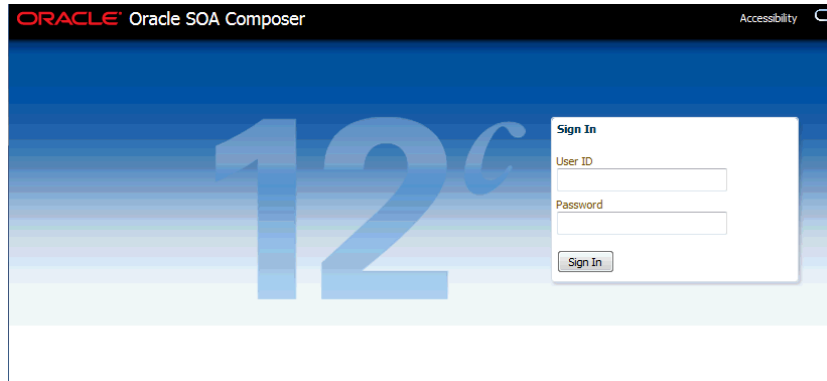 ORACLE Oracle SOA Composer
Accessibility
12c
Sign In
User ID
Password
Sign In